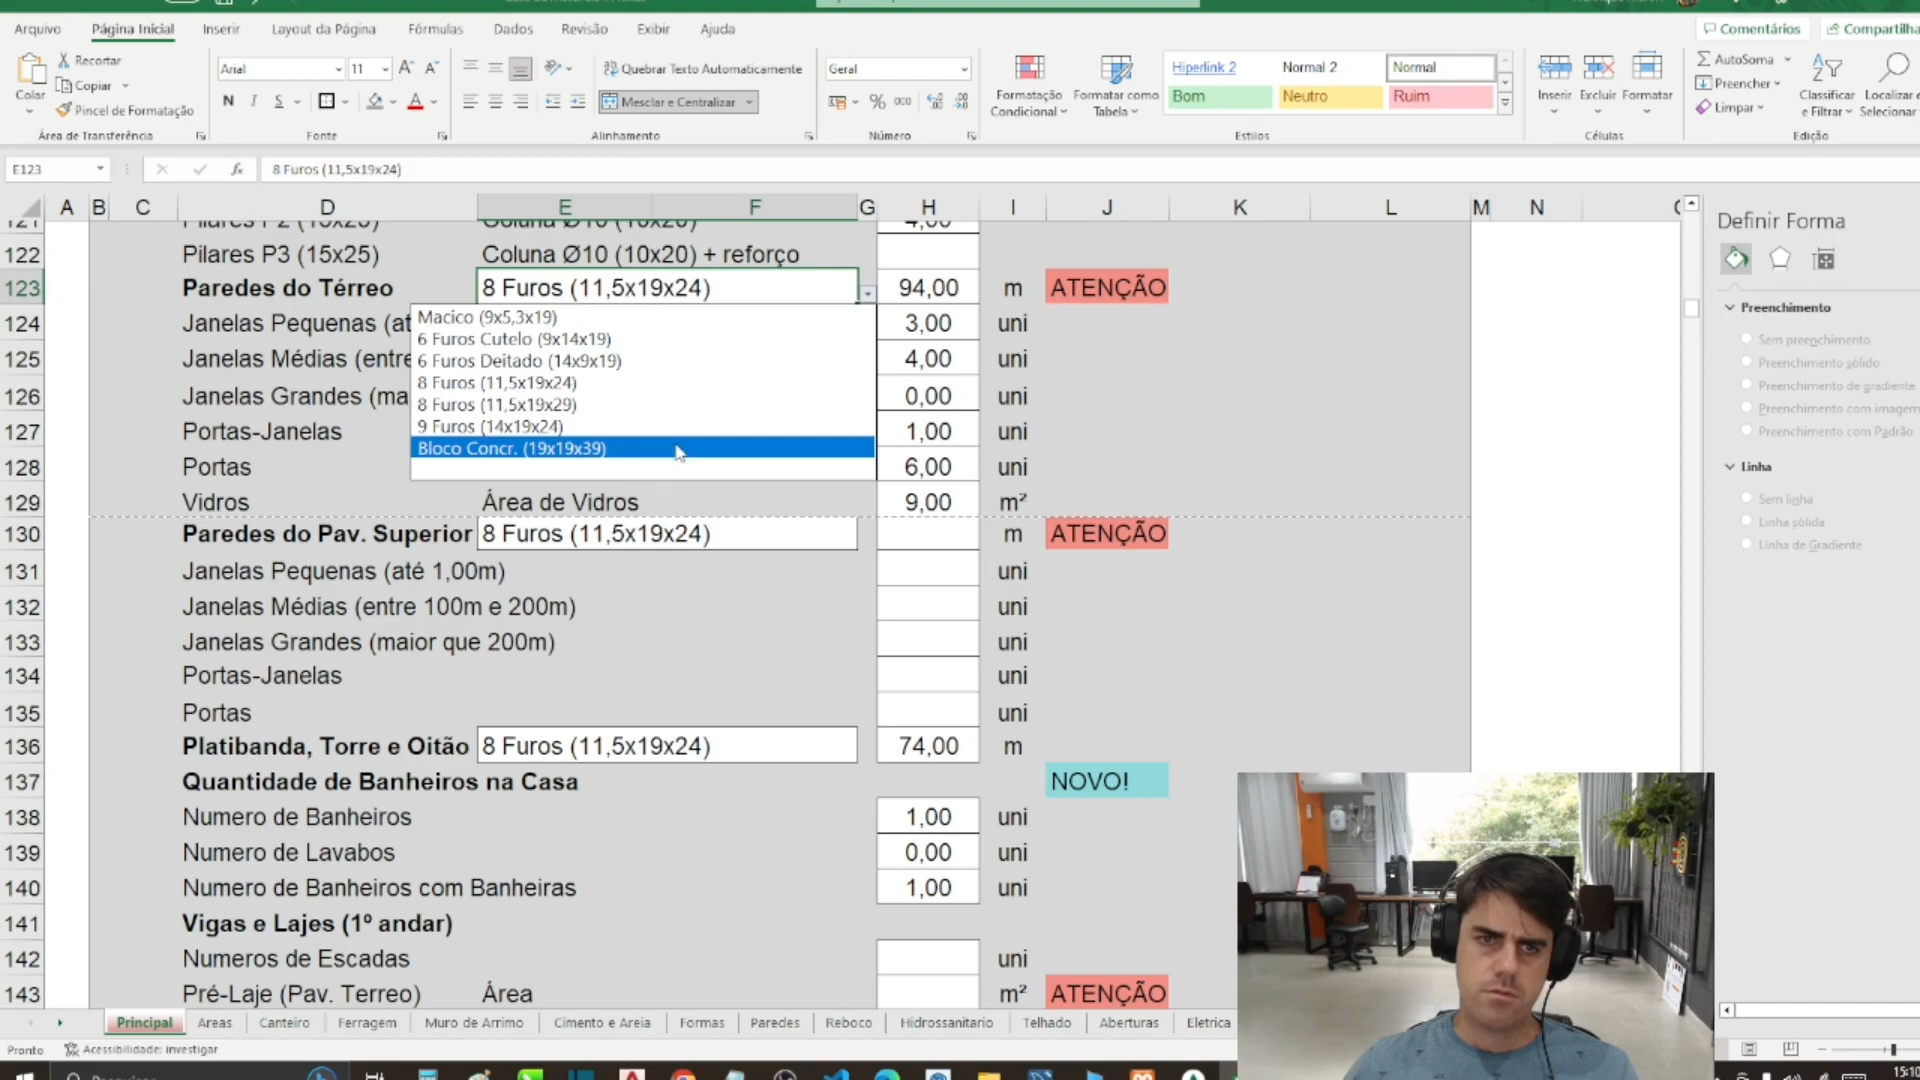 Arquivo Página Inicial Inserir Layout da Página Fórmulas Dados Revisão Exibir Ajuda Comentários Compartilha
Colar
Recortar
Copiar
Pincel de Formatação
Área de Transferência
Arial 11
N I S
Fonte
Quebrar Texto Automaticamente
Mesclar e Centralizar
Alinhamento
Geral
% 000
Número
Formatação Condicional
Formatar como Tabela
Hiperlink 2 Normal 2 Normal
Bom Neutro Ruim
Estilos
Inserir Excluir Formatar
Células
AutoSoma
Preencher
Limpar
Classificar e Filtrar
Localizar e Selecionar
Edição
E123 fx 8 Furos (11,5x19x24)
A B C D E F G H I J K L M N
122 Pilares P3 (15x25) Coluna Ø10 (10x20) + reforço
123 Paredes do Térreo 8 Furos (11,5x19x24) 94,00 m ATENÇÃO
Macico (9x5,3x19)
6 Furos Cutelo (9x14x19)
6 Furos Deitado (14x9x19)
8 Furos (11,5x19x24)
8 Furos (11,5x19x29)
9 Furos (14x19x24)
Bloco Concr. (19x19x39)
124 Janelas Pequenas (at 3,00 uni
125 Janelas Médias (entre 4,00 uni
126 Janelas Grandes (ma 0,00 uni
127 Portas-Janelas 1,00 uni
128 Portas 6,00 uni
129 Vidros Área de Vidros 9,00 m²
130 Paredes do Pav. Superior 8 Furos (11,5x19x24) m ATENÇÃO
131 Janelas Pequenas (até 1,00m) uni
132 Janelas Médias (entre 100m e 200m) uni
133 Janelas Grandes (maior que 200m) uni
134 Portas-Janelas uni
135 Portas uni
136 Platibanda, Torre e Oitão 8 Furos (11,5x19x24) 74,00 m
137 Quantidade de Banheiros na Casa NOVO!
138 Numero de Banheiros 1,00 uni
139 Numero de Lavabos 0,00 uni
140 Numero de Banheiros com Banheiras 1,00 uni
141 Vigas e Lajes (1º andar)
142 Numeros de Escadas uni
143 Pré-Laje (Pav. Terreo) Área m² ATENÇÃO
Definir Forma
Preenchimento
Sem preenchimento
Preenchimento sólido
Preenchimento de gradiente
Preenchimento com imagem
Preenchimento com Padrão
Linha
Sem linha
Linha sólida
Linha de Gradiente
Principal Areas Canteiro Ferragem Muro de Arrimo Cimento e Areia Formas Paredes Reboco Hidrossanitario Telhado Aberturas Eletrica
Pronto Acessibilidade: investigar
15:10